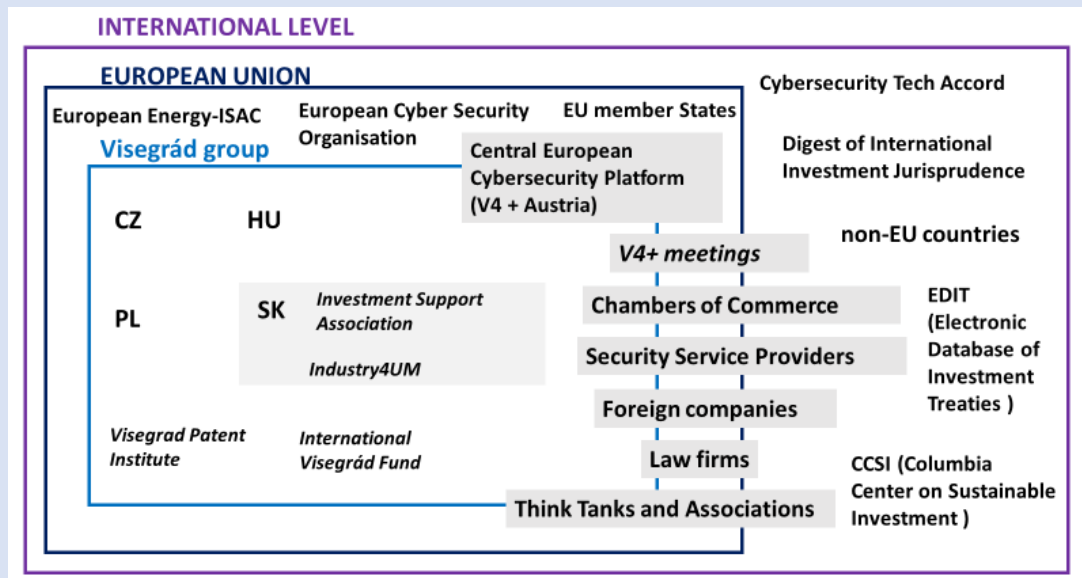 INTERNATIONAL LEVEL
EUROPEAN UNION
European Energy-ISAC
European Cyber Security
Organisation
EU member States
Cybersecurity Tech Accord
Visegrád group
Central European
Cybersecurity Platform
(V4 + Austria)
Digest of International
Investment Jurisprudence
CZ
HU
V4+ meetings
non-EU countries
PL
SK
Investment Support
Association
Industry4UM
Chambers of Commerce
Security Service Providers
EDIT
(Electronic
Database of
Investment
Treaties )
Foreign companies
Visegrad Patent
Institute
International
Visegrád Fund
Law firms
Think Tanks and Associations
CCSI (Columbia
Center on Sustainable
Investment )